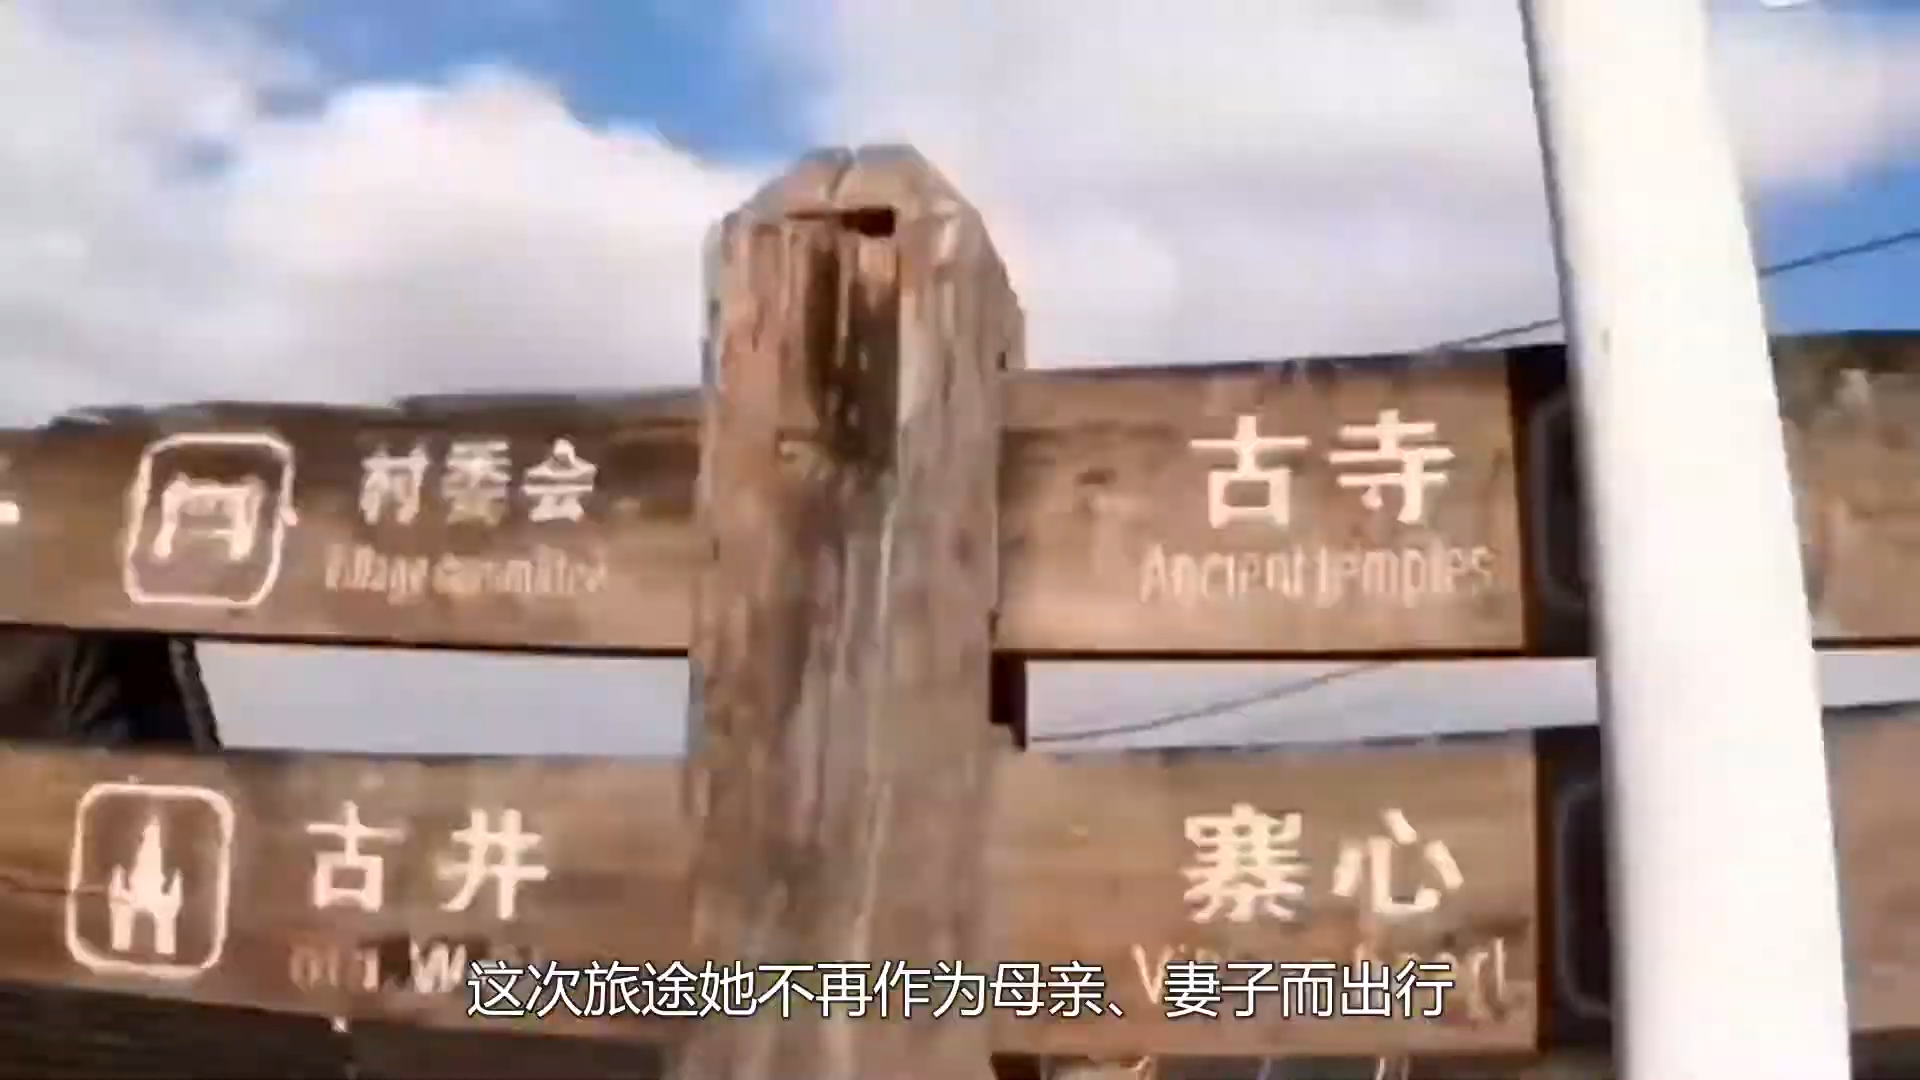 村委会
Village committee
古寺
Ancient temples
古井
寨心
这次旅途她不再作为母亲、妻子而出行